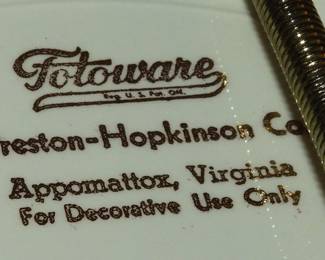 Fotoware
Reg. U. S. Pat. Off.
reston-Hopkinson Co
Appomattox, Virginia
For Decorative Use Only